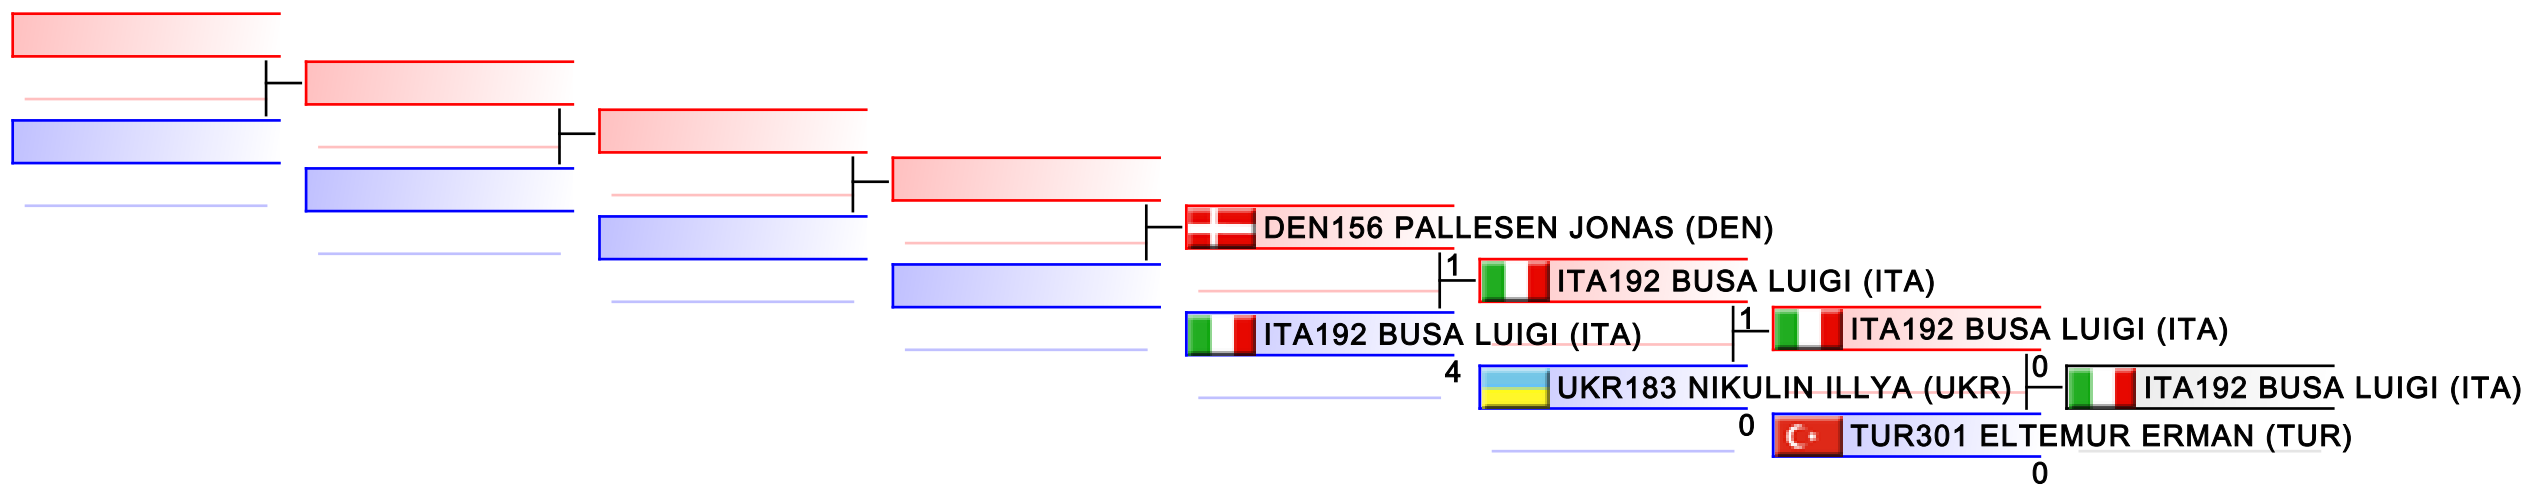 DEN156 PALLESEN JONAS (DEN)
1
ITA192 BUSA LUIGI (ITA)
ITA192 BUSA LUIGI (ITA)
4
1
ITA192 BUSA LUIGI (ITA)
UKR183 NIKULIN ILLYA (UKR)
0
0
ITA192 BUSA LUIGI (ITA)
TUR301 ELTEMUR ERMAN (TUR)
0